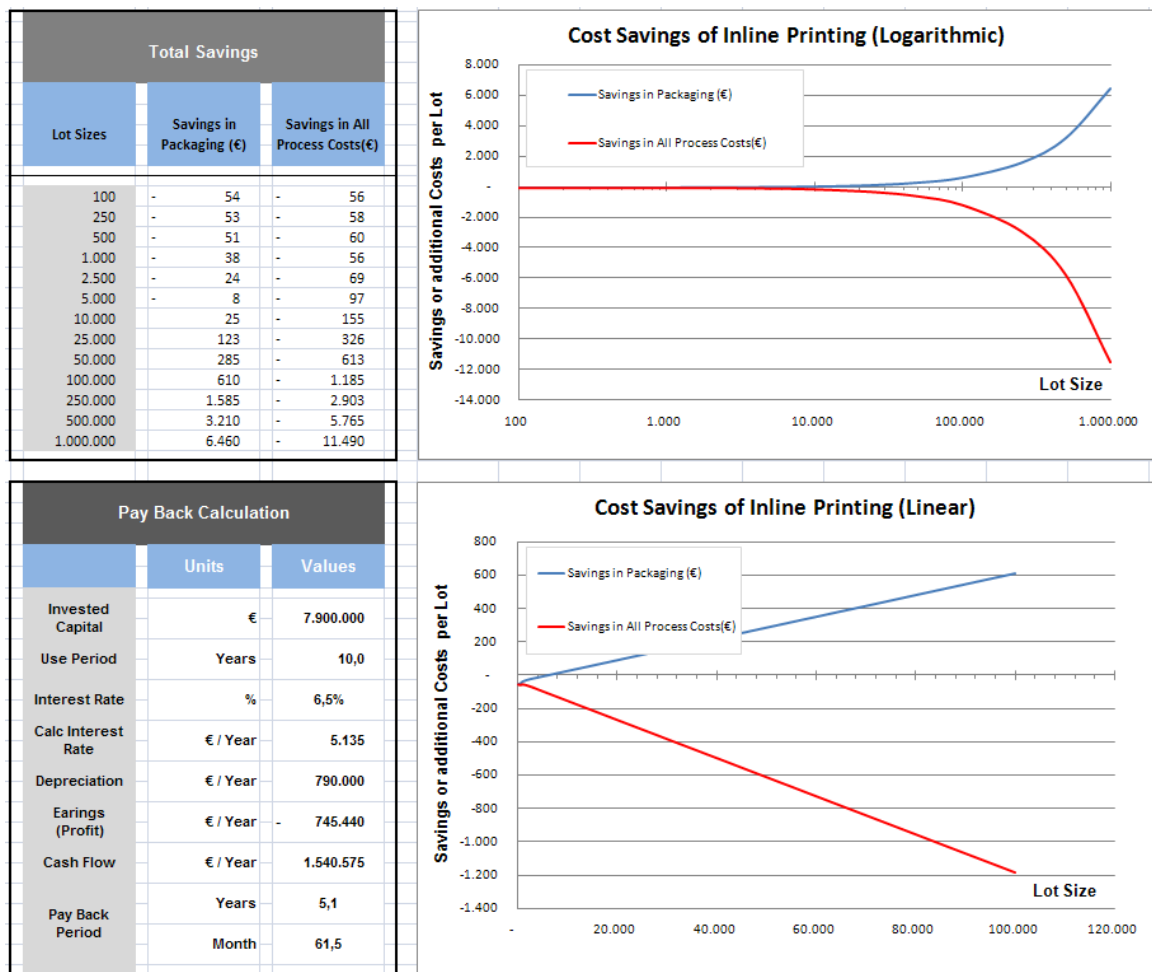 Total Savings
Lot Sizes
Savings in
Packaging (€)
Savings in All
Process Costs(€)
100 - 54 - 56
250 - 53 - 58
500 - 51 - 60
1.000 - 38 - 56
2.500 - 24 - 69
5.000 - 8 - 97
10.000 25 - 155
25.000 123 - 326
50.000 285 - 613
100.000 610 - 1.185
250.000 1.585 - 2.903
500.000 3.210 - 5.765
1.000.000 6.460 - 11.490
Cost Savings of Inline Printing (Logarithmic)
Savings or additional Costs per Lot
8.000
6.000
4.000
2.000
-
-2.000
-4.000
-6.000
-8.000
-10.000
-12.000
-14.000
Savings in Packaging (€)
Savings in All Process Costs(€)
Lot Size
100 1.000 10.000 100.000 1.000.000
Pay Back Calculation
Units Values
Invested
Capital
€ 7.900.000
Use Period Years 10,0
Interest Rate % 6,5%
Calc Interest
Rate
€ / Year 5.135
Depreciation € / Year 790.000
Earings
(Profit)
€ / Year - 745.440
Cash Flow € / Year 1.540.575
Pay Back
Period
Years 5,1
Month 61,5
Cost Savings of Inline Printing (Linear)
Savings or additional Costs per Lot
800
600
400
200
-
-200
-400
-600
-800
-1.000
-1.200
-1.400
Savings in Packaging (€)
Savings in All Process Costs(€)
Lot Size
- 20.000 40.000 60.000 80.000 100.000 120.000